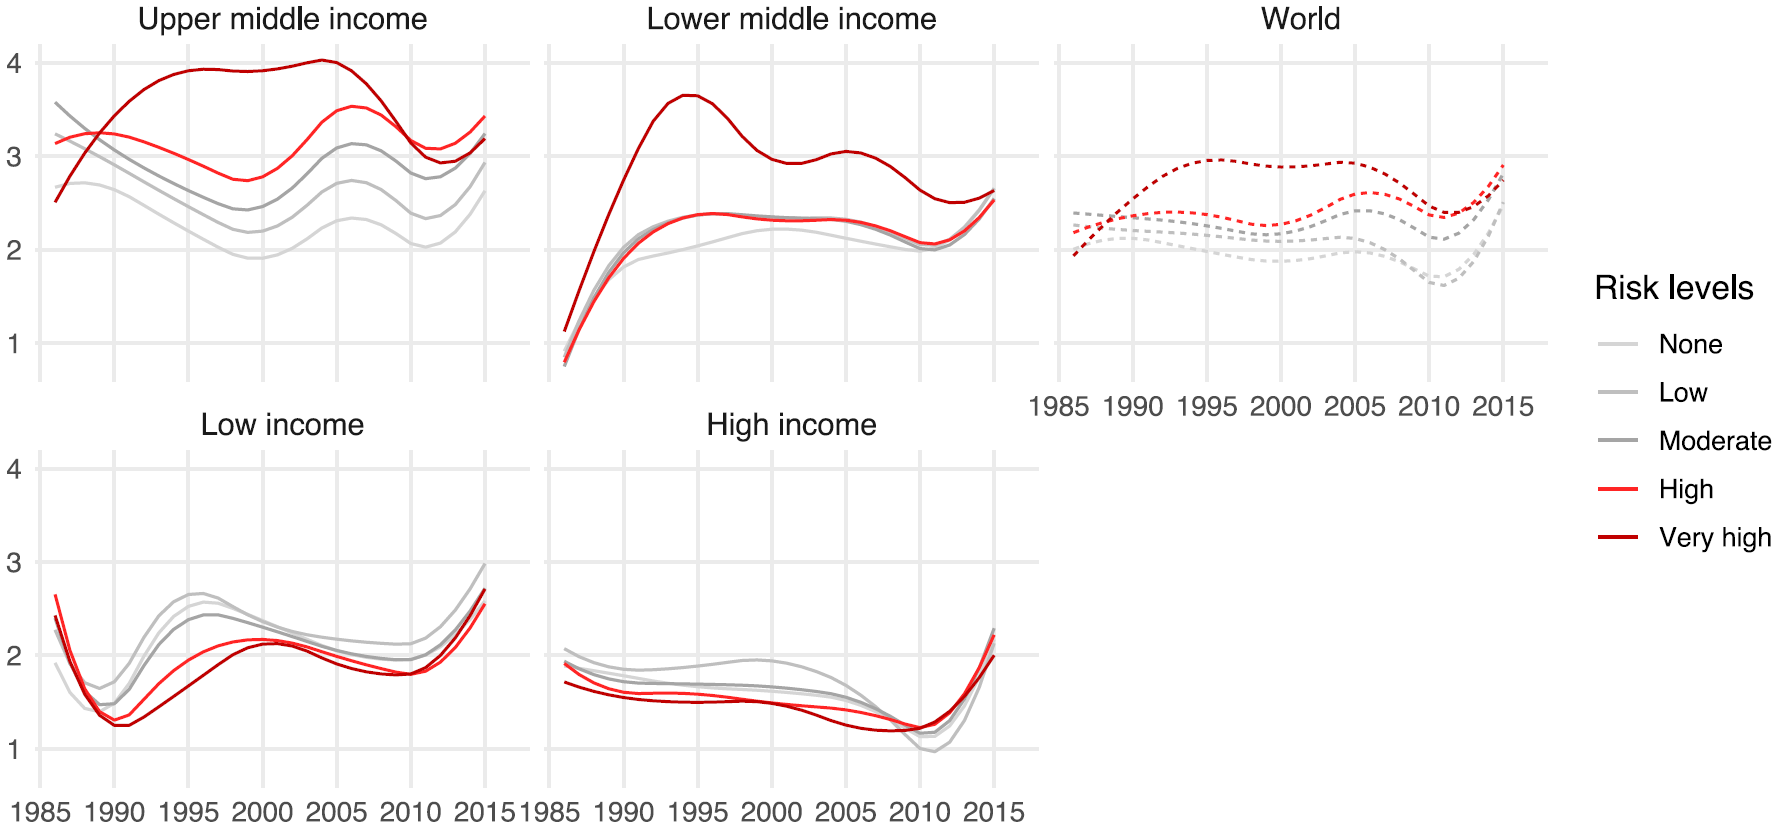 Upper middle income
Lower middle income
World
4
3
2
1
1985 1990 1995 2000 2005 2010 2015
Low income
High income
4
3
2
1
1985 1990 1995 2000 2005 2010 2015
1985 1990 1995 2000 2005 2010 2015
Risk levels
None
Low
Moderate
High
Very high